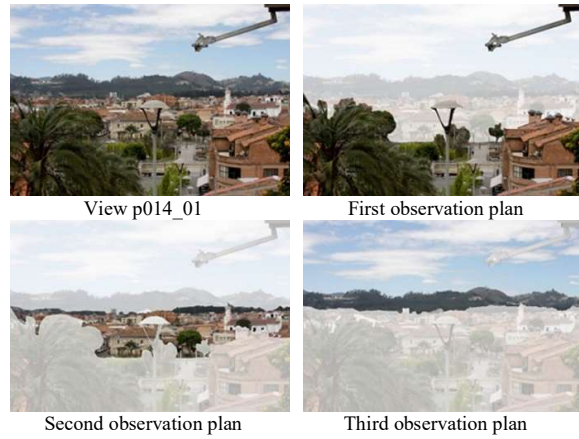 View p014_01
First observation plan
Second observation plan
Third observation plan